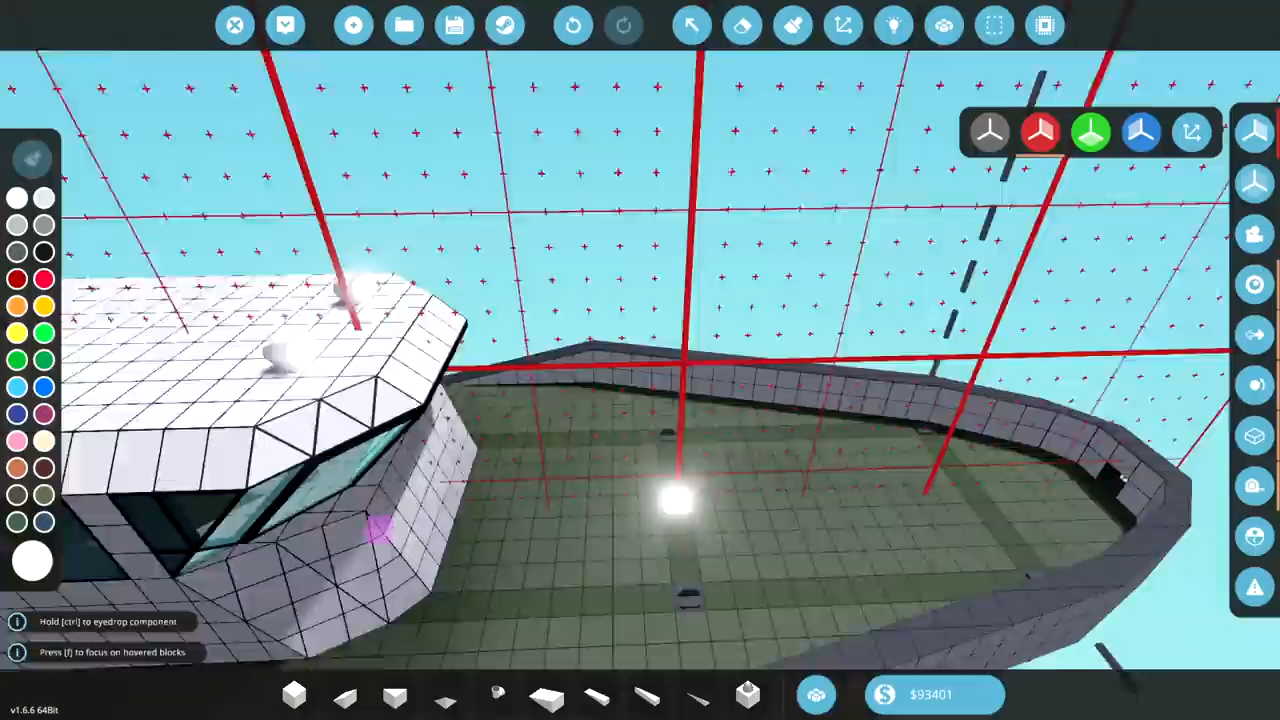 Hold [ctrl] to eyedrop component
Press [f] to focus on hovered blocks
$93401
v1.6.6 64Bit